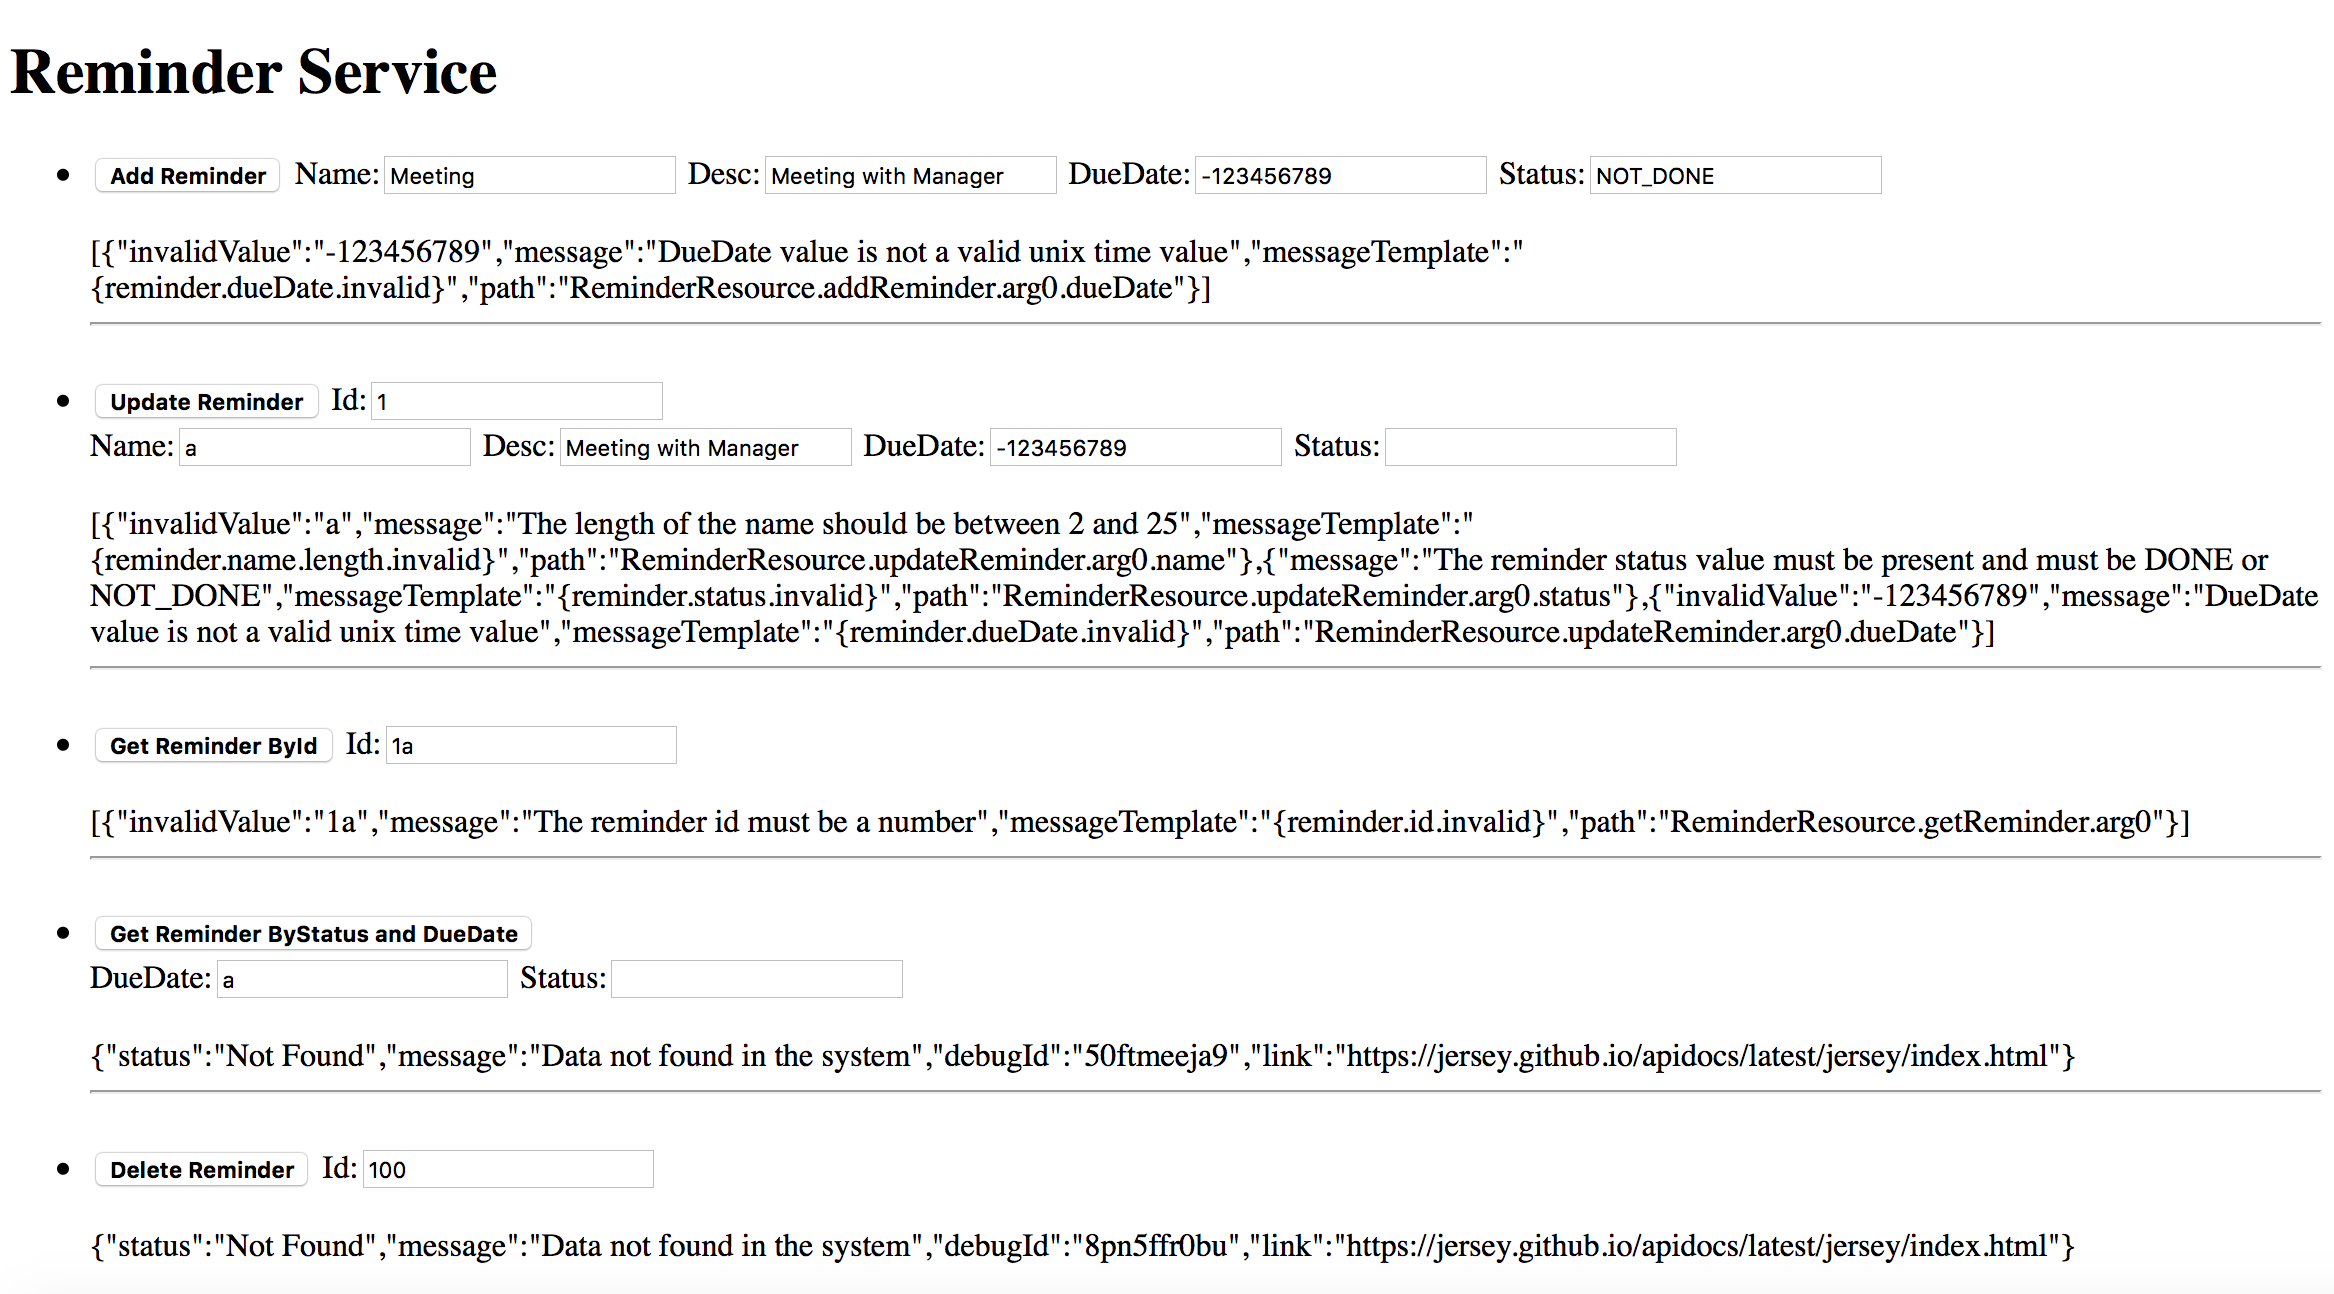 Reminder Service
Add Reminder Name: Meeting Desc: Meeting with Manager DueDate: -123456789 Status: NOT_DONE
[{"invalidValue":"-123456789","message":"DueDate value is not a valid unix time value","messageTemplate":"
{reminder.dueDate.invalid}","path":"ReminderResource.addReminder.arg0.dueDate"}]
Update Reminder Id: 1
Name: a Desc: Meeting with Manager DueDate: -123456789 Status:
[{"invalidValue":"a","message":"The length of the name should be between 2 and 25","messageTemplate":"
{reminder.name.length.invalid}","path":"ReminderResource.updateReminder.arg0.name"},{"message":"The reminder status value must be present and must be DONE or
NOT_DONE","messageTemplate":"{reminder.status.invalid}","path":"ReminderResource.updateReminder.arg0.status"},{"invalidValue":"-123456789","message":"DueDate
value is not a valid unix time value","messageTemplate":"{reminder.dueDate.invalid}","path":"ReminderResource.updateReminder.arg0.dueDate"}]
Get Reminder ById Id: 1a
[{"invalidValue":"1a","message":"The reminder id must be a number","messageTemplate":"{reminder.id.invalid}","path":"ReminderResource.getReminder.arg0"}]
Get Reminder ByStatus and DueDate
DueDate: a Status:
{"status":"Not Found","message":"Data not found in the system","debugId":"50ftmeeja9","link":"https://jersey.github.io/apidocs/latest/jersey/index.html"}
Delete Reminder Id: 100
{"status":"Not Found","message":"Data not found in the system","debugId":"8pn5ffr0bu","link":"https://jersey.github.io/apidocs/latest/jersey/index.html"}